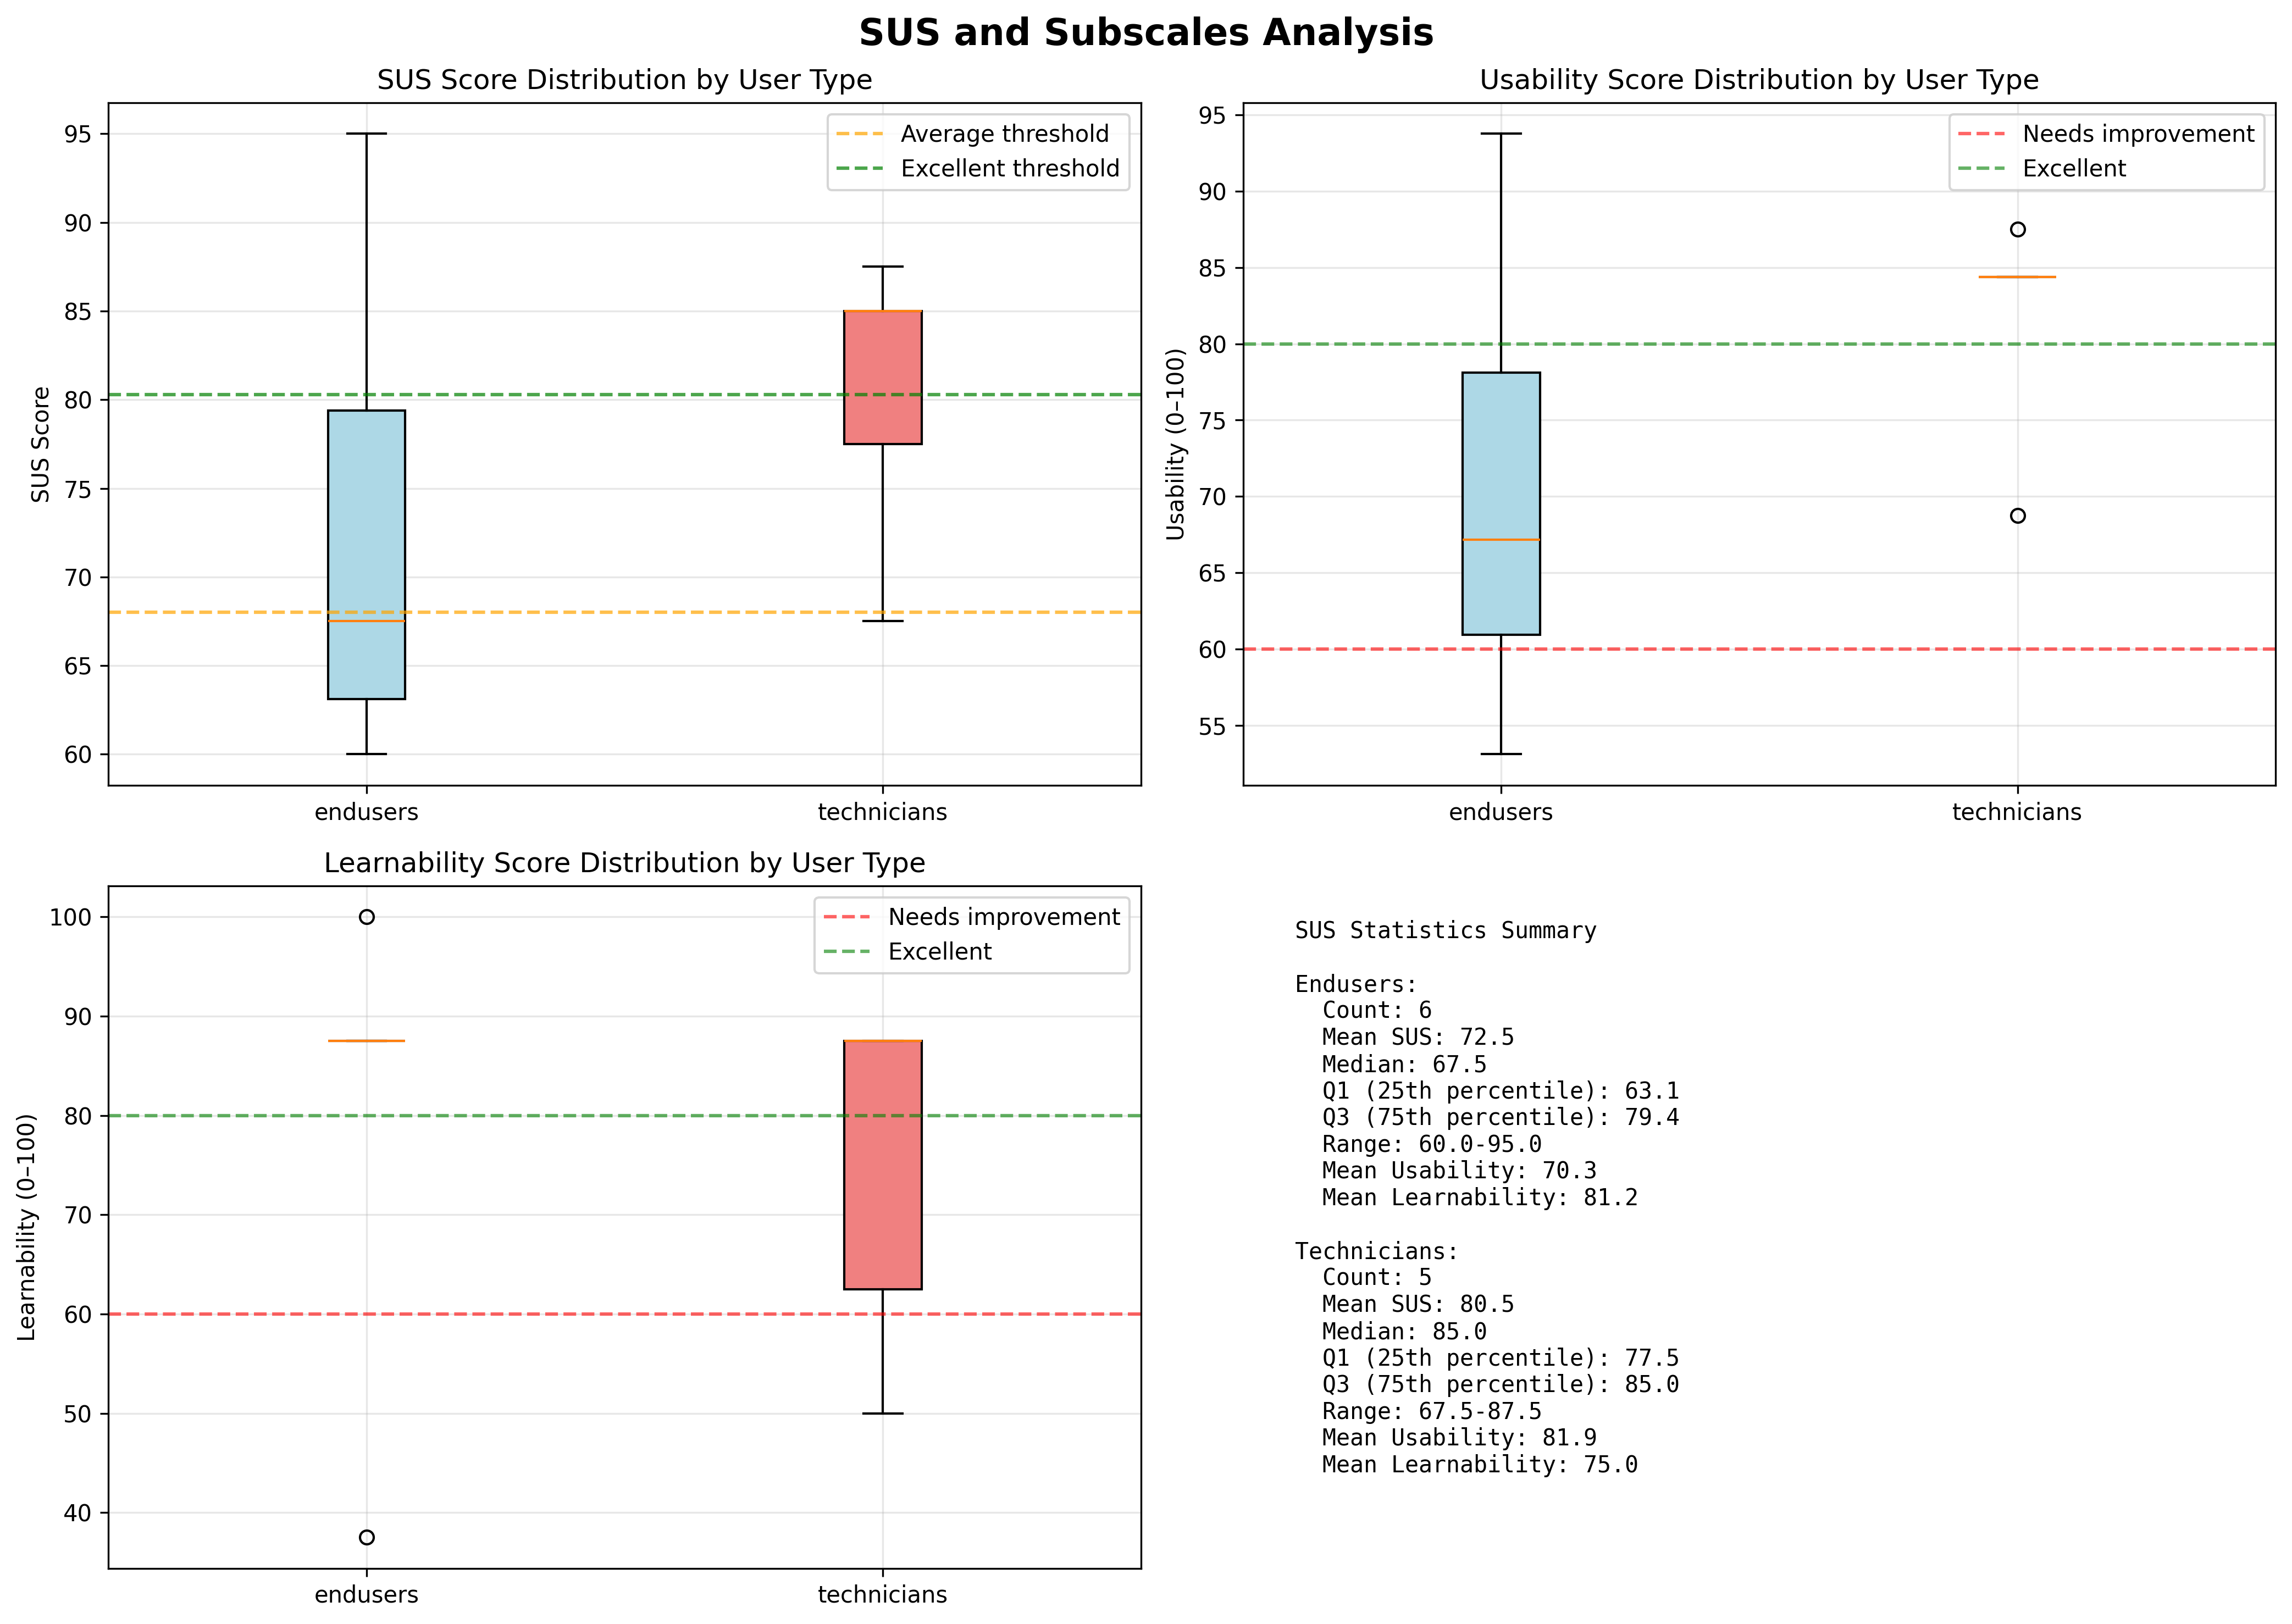 SUS and Subscales Analysis
SUS Score Distribution by User Type
SUS Score
95
90
85
80
75
70
65
60
Average threshold
Excellent threshold
endusers
technicians
Usability Score Distribution by User Type
Usability (0–100)
95
90
85
80
75
70
65
60
55
Needs improvement
Excellent
endusers
technicians
Learnability Score Distribution by User Type
Learnability (0–100)
100
90
80
70
60
50
40
Needs improvement
Excellent
endusers
technicians
SUS Statistics Summary
Endusers:
Count: 6
Mean SUS: 72.5
Median: 67.5
Q1 (25th percentile): 63.1
Q3 (75th percentile): 79.4
Range: 60.0-95.0
Mean Usability: 70.3
Mean Learnability: 81.2
Technicians:
Count: 5
Mean SUS: 80.5
Median: 85.0
Q1 (25th percentile): 77.5
Q3 (75th percentile): 85.0
Range: 67.5-87.5
Mean Usability: 81.9
Mean Learnability: 75.0